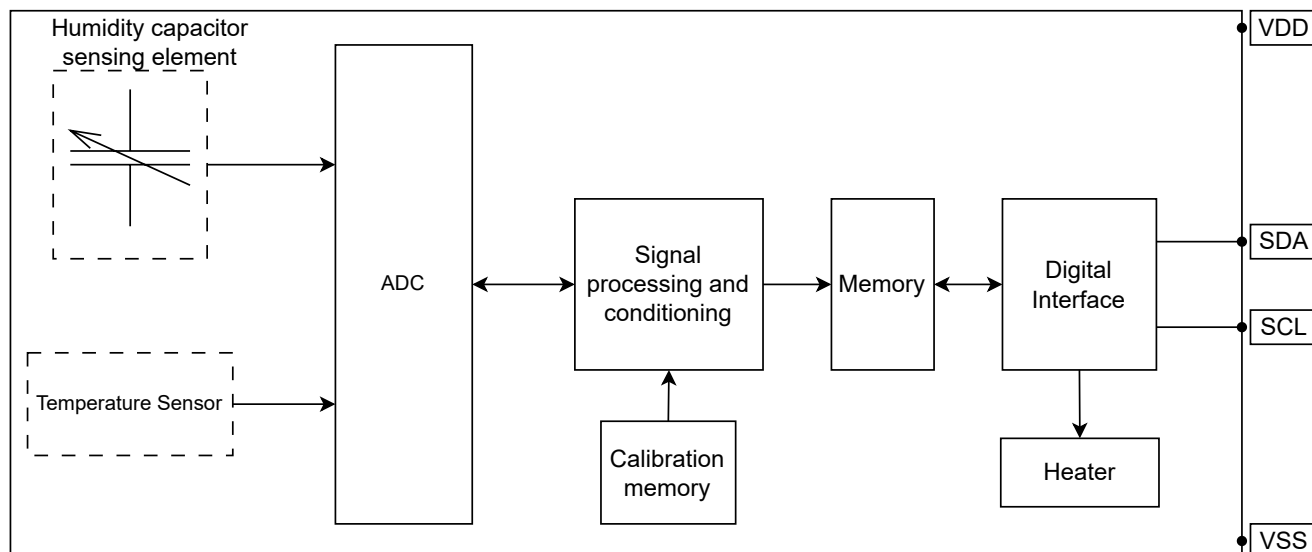 Humidity capacitor
sensing element
VDD
ADC
Signal
processing and
conditioning
Memory
Digital
Interface
SDA
SCL
Temperature Sensor
Calibration
memory
Heater
VSS